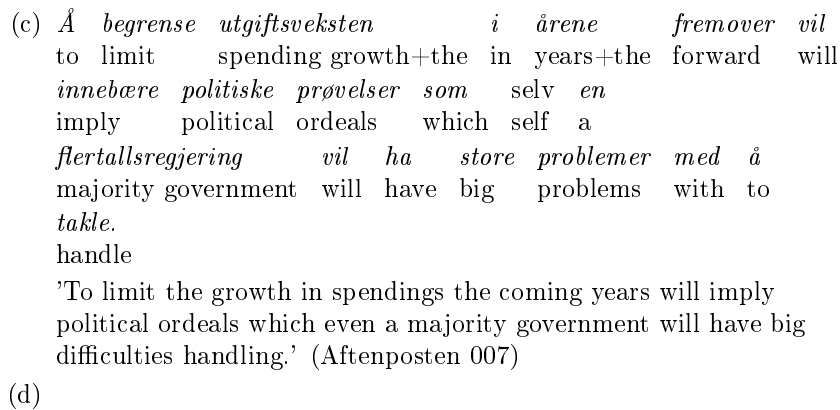 (c) Å begrense utgiftsveksten i årene fremover vil
to limit spending growth+the in years+the forward will
innebære politiske prøvelser som selv en
imply political ordeals which self a
flertallsregjering vil ha store problemer med å
majority government will have big problems with to
takle.
handle
'To limit the growth in spendings the coming years will imply
political ordeals which even a majority government will have big
difficulties handling.' (Aftenposten 007)
(d)